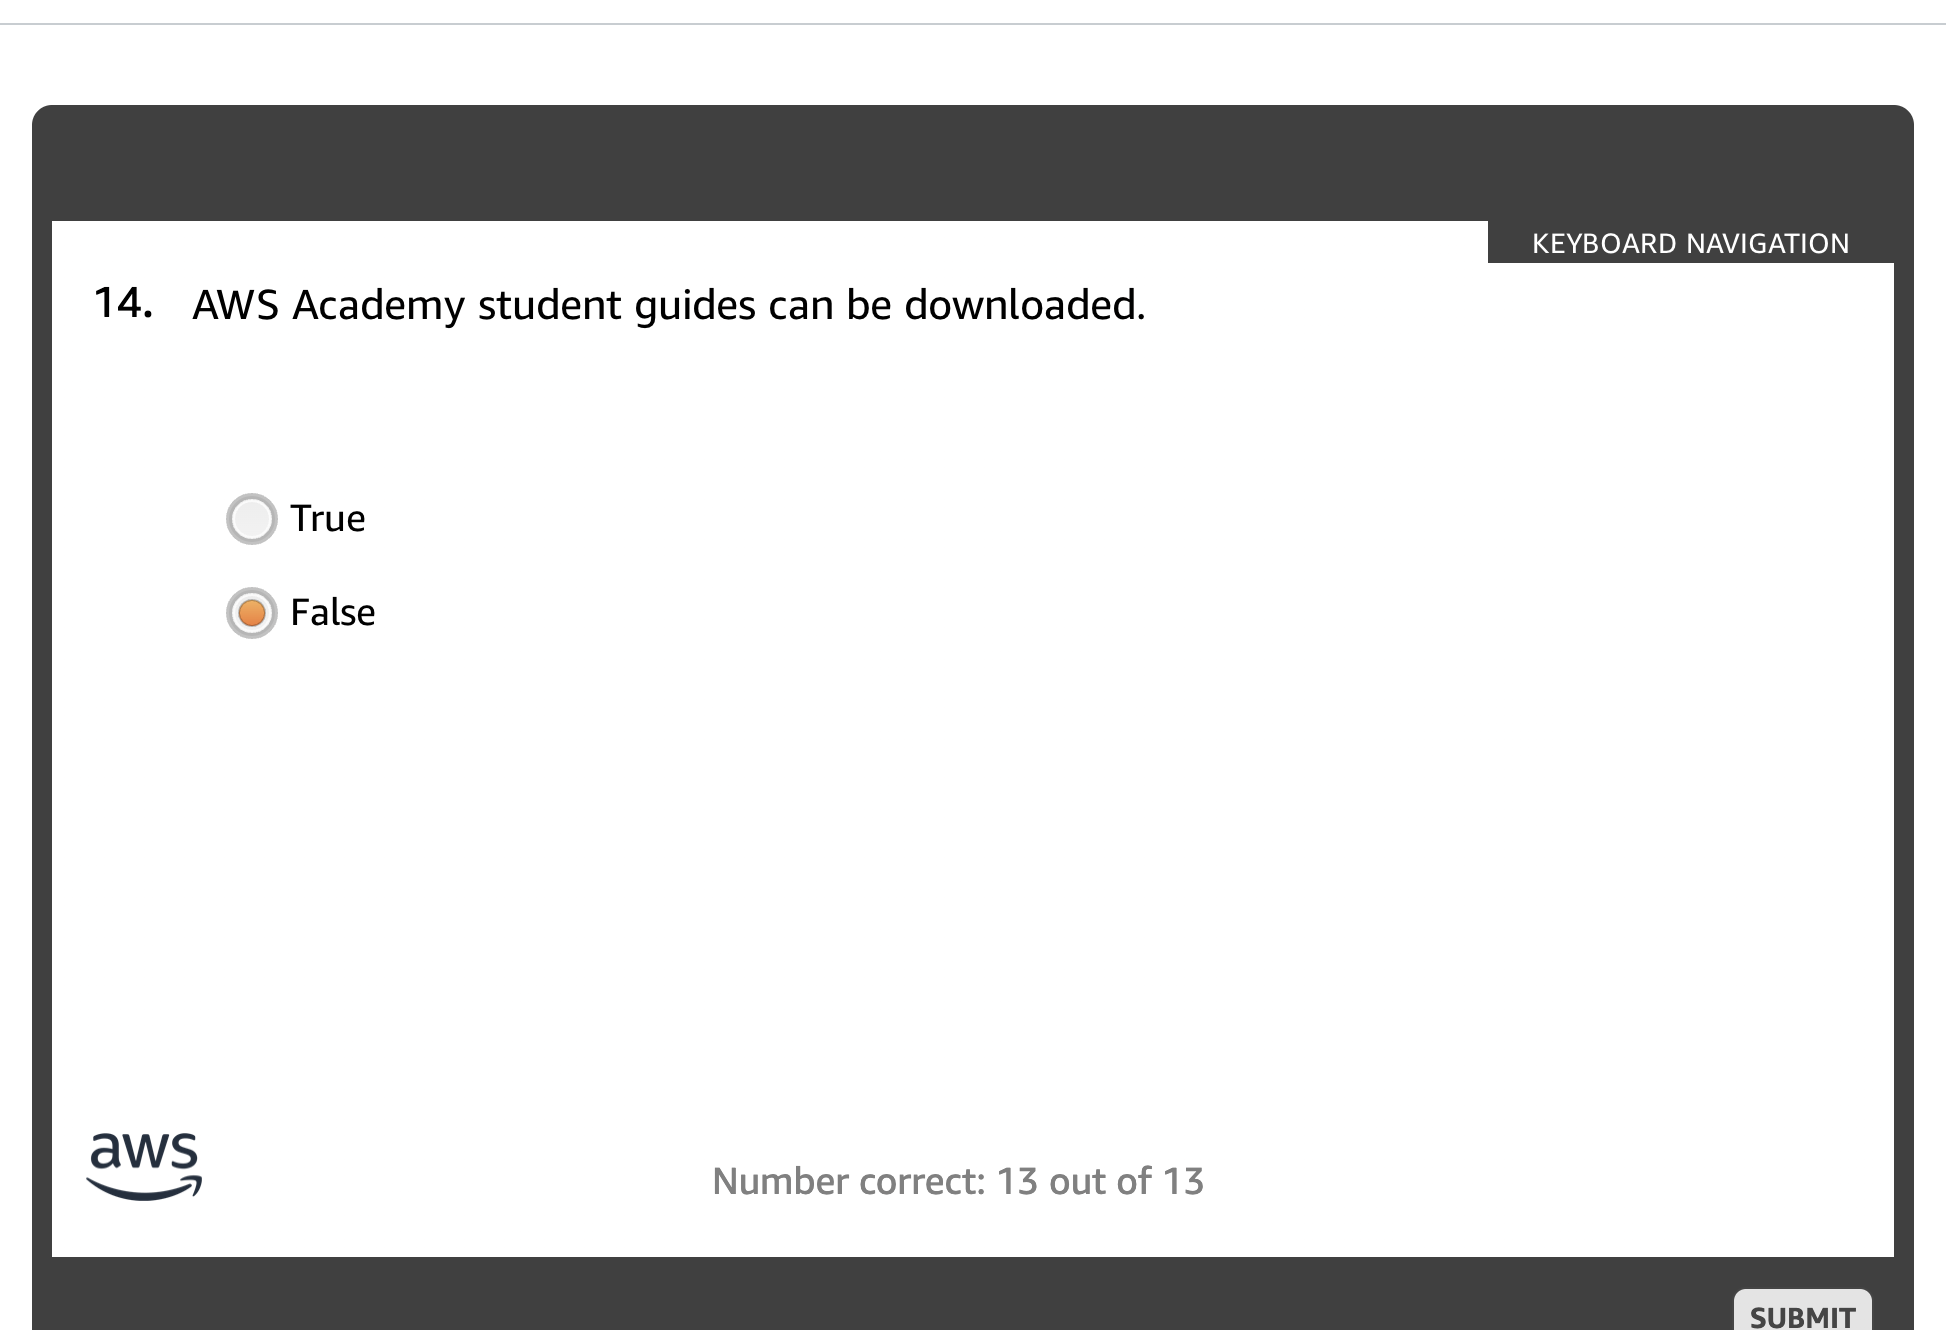 KEYBOARD NAVIGATION
14. AWS Academy student guides can be downloaded.
True
False
aws
Number correct: 13 out of 13
SUBMIT